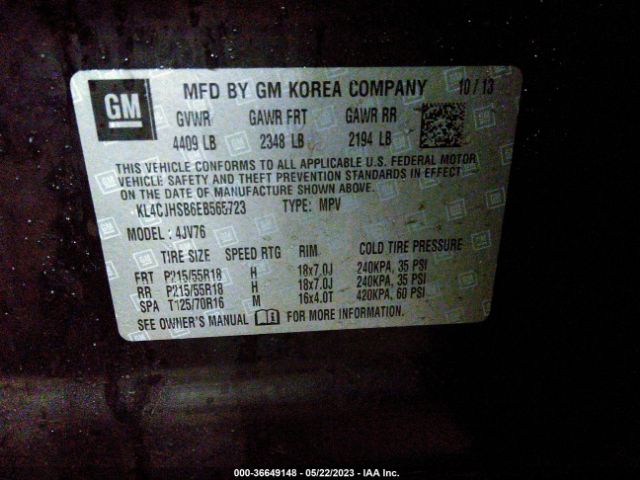 GM
MFD BY GM KOREA COMPANY 10/13
GVWR GAWR FRT GAWR RR
4409 LB 2348 LB 2194 LB
THIS VEHICLE CONFORMS TO ALL APPLICABLE U.S. FEDERAL MOTOR
VEHICLE SAFETY AND THEFT PREVENTION STANDARDS IN EFFECT
ON THE DATE OF MANUFACTURE SHOWN ABOVE.
KL4CJHSB6EB565723 TYPE: MPV
MODEL: 4JV76
TIRE SIZE SPEED RTG RIM COLD TIRE PRESSURE
FRT P215/55R18 H 18x7.0J 240KPA, 35 PSI
RR P215/55R18 H 18x7.0J 240KPA, 35 PSI
SPA T125/70R16 M 16x4.0T 420KPA, 60 PSI
SEE OWNER'S MANUAL FOR MORE INFORMATION.
000-36649148 - 05/22/2023 - IAA Inc.